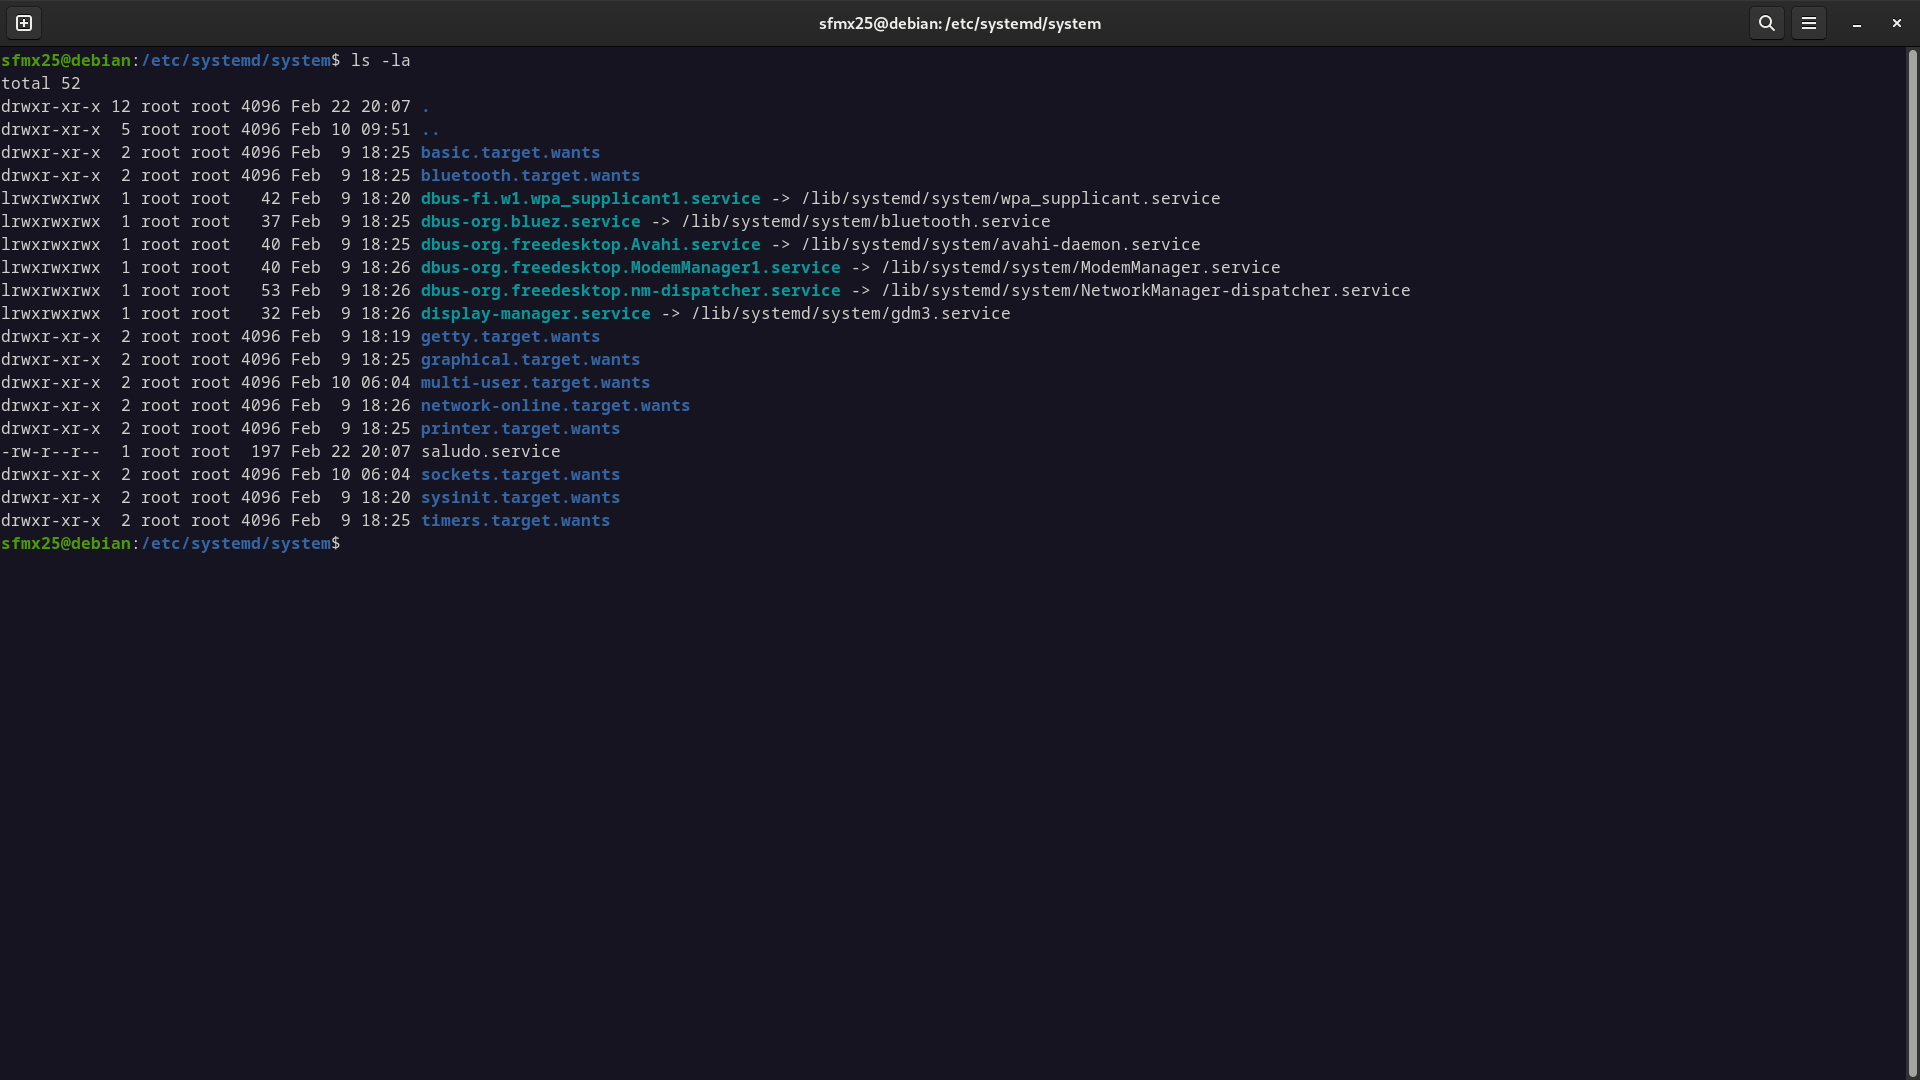 sfmx25@debian: /etc/systemd/system
sfmx25@debian:/etc/systemd/system$ ls -la
total 52
drwxr-xr-x 12 root root 4096 Feb 22 20:07 .
drwxr-xr-x  5 root root 4096 Feb 10 09:51 ..
drwxr-xr-x  2 root root 4096 Feb  9 18:25 basic.target.wants
drwxr-xr-x  2 root root 4096 Feb  9 18:25 bluetooth.target.wants
lrwxrwxrwx  1 root root   42 Feb  9 18:20 dbus-fi.w1.wpa_supplicant1.service -> /lib/systemd/system/wpa_supplicant.service
lrwxrwxrwx  1 root root   37 Feb  9 18:25 dbus-org.bluez.service -> /lib/systemd/system/bluetooth.service
lrwxrwxrwx  1 root root   40 Feb  9 18:25 dbus-org.freedesktop.Avahi.service -> /lib/systemd/system/avahi-daemon.service
lrwxrwxrwx  1 root root   40 Feb  9 18:26 dbus-org.freedesktop.ModemManager1.service -> /lib/systemd/system/ModemManager.service
lrwxrwxrwx  1 root root   53 Feb  9 18:26 dbus-org.freedesktop.nm-dispatcher.service -> /lib/systemd/system/NetworkManager-dispatcher.service
lrwxrwxrwx  1 root root   32 Feb  9 18:26 display-manager.service -> /lib/systemd/system/gdm3.service
drwxr-xr-x  2 root root 4096 Feb  9 18:19 getty.target.wants
drwxr-xr-x  2 root root 4096 Feb  9 18:25 graphical.target.wants
drwxr-xr-x  2 root root 4096 Feb 10 06:04 multi-user.target.wants
drwxr-xr-x  2 root root 4096 Feb  9 18:26 network-online.target.wants
drwxr-xr-x  2 root root 4096 Feb  9 18:25 printer.target.wants
-rw-r--r--  1 root root  197 Feb 22 20:07 saludo.service
drwxr-xr-x  2 root root 4096 Feb 10 06:04 sockets.target.wants
drwxr-xr-x  2 root root 4096 Feb  9 18:20 sysinit.target.wants
drwxr-xr-x  2 root root 4096 Feb  9 18:25 timers.target.wants
sfmx25@debian:/etc/systemd/system$